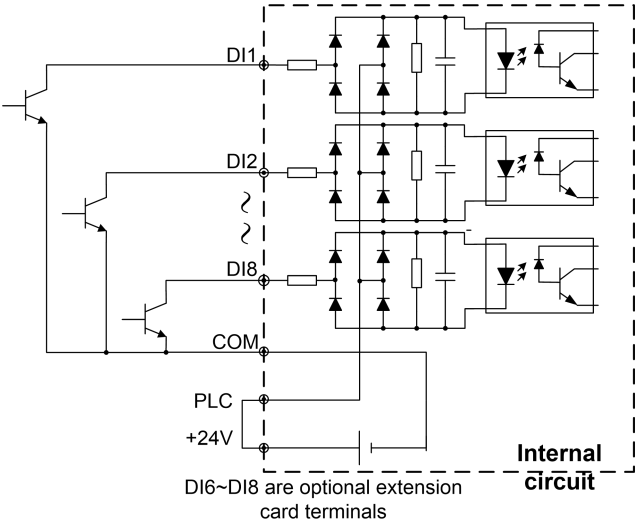 DI1
DI2
DI8
COM
PLC
+24V
Internal
circuit
DI6~DI8 are optional extension
card terminals